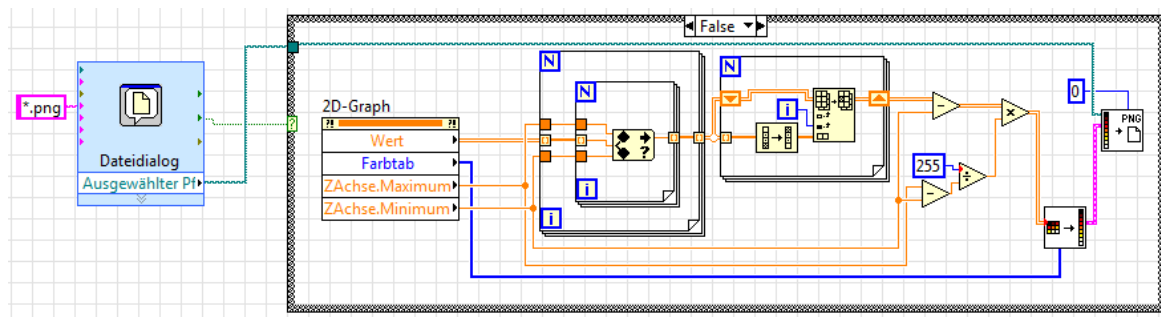 False
*.png
Dateidialog
Ausgewählter Pf
2D-Graph
?! ?!
Wert
Farbtab
ZAchse.Maximum
ZAchse.Minimum
N
N
i
i
?
N
i
255
0
PNG
?